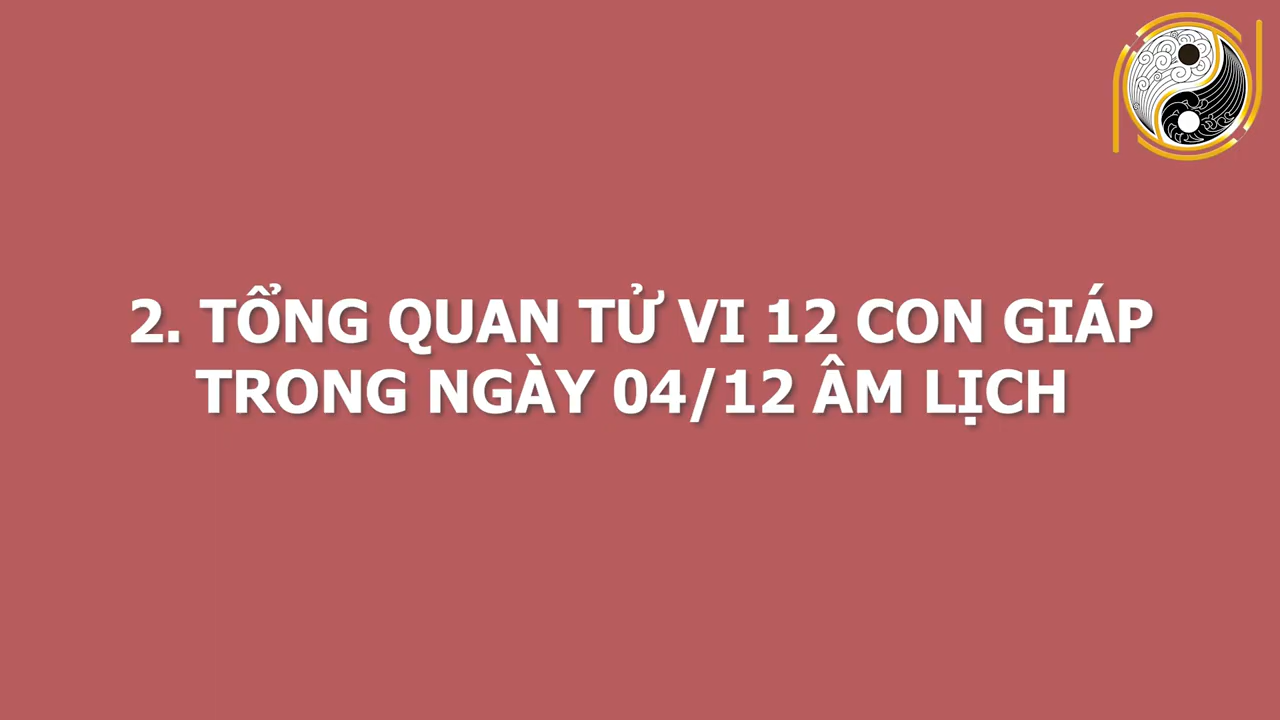 2. TỔNG QUAN TỬ VI 12 CON GIÁP
TRONG NGÀY 04/12 ÂM LỊCH